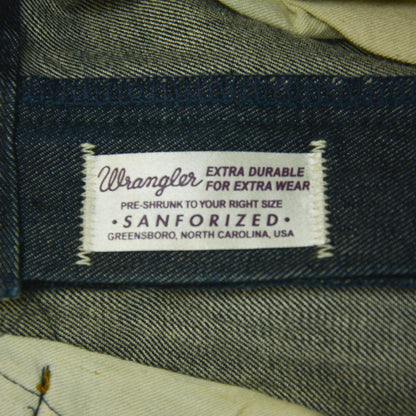 Wrangler EXTRA DURABLE
FOR EXTRA WEAR
PRE-SHRUNK TO YOUR RIGHT SIZE
• SANFORIZED •
GREENSBORO, NORTH CAROLINA, USA